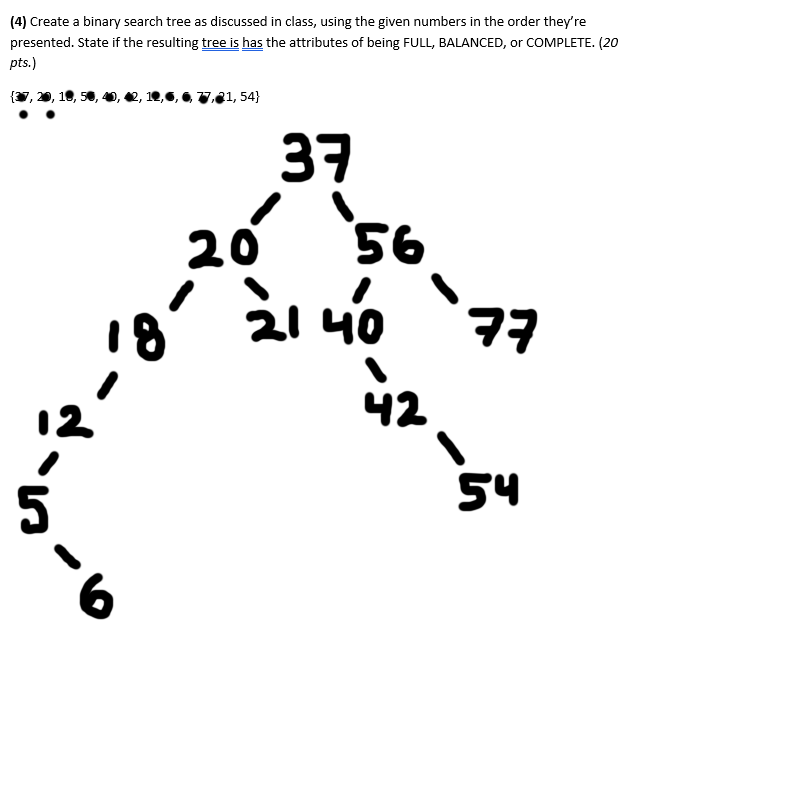 (4) Create a binary search tree as discussed in class, using the given numbers in the order they're
presented. State if the resulting tree is has the attributes of being FULL, BALANCED, or COMPLETE. (20
pts.)
{37, 20, 18, 56, 40, 42, 12, 5, 6, 77, 21, 54}
37
20 56
18 21 40 77
12 42
5 54
6